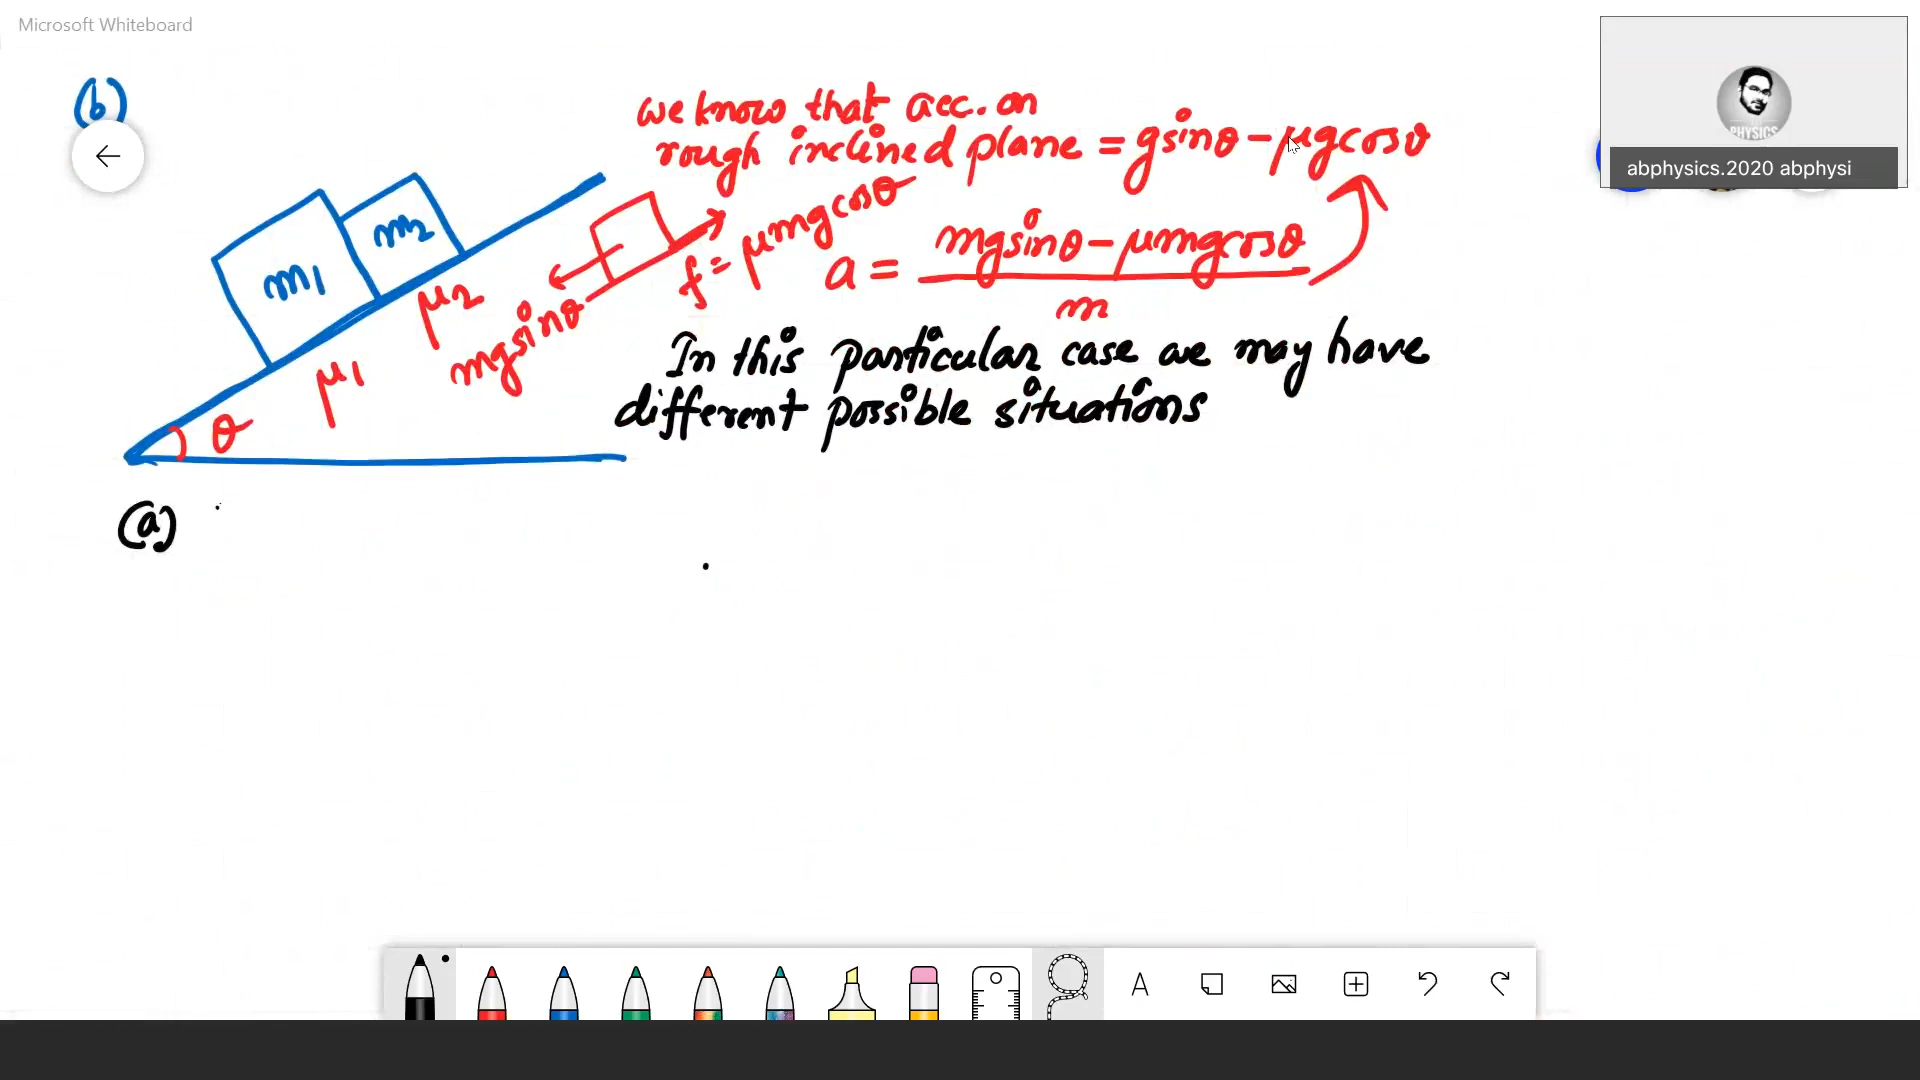 Microsoft Whiteboard
(b)
we know that acc. on
rough inclined plane = gsinθ - μgcosθ
m1
m2
μ1
μ2
θ
mgsinθ
f = μmgcosθ
a = mgsinθ - μmgcosθ
m
In this particular case we may have
different possible situations
(a)
PHYSICS
abphysics.2020 abphysi
A